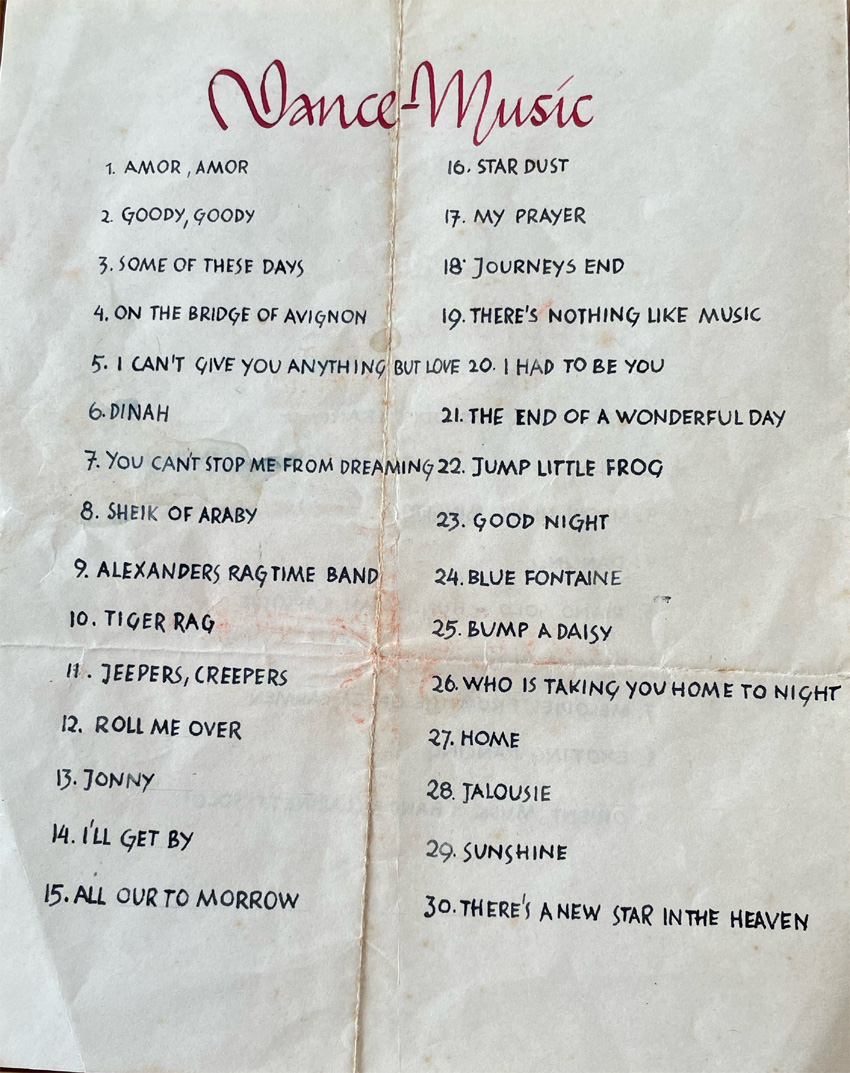 Dance-Music
1. AMOR, AMOR
2. GOODY, GOODY
3. SOME OF THESE DAYS
4. ON THE BRIDGE OF AVIGNON
5. I CAN'T GIVE YOU ANYTHING BUT LOVE
6. DINAH
7. YOU CAN'T STOP ME FROM DREAMING
8. SHEIK OF ARABY
9. ALEXANDERS RAGTIME BAND
10. TIGER RAG
11. JEEPERS, CREEPERS
12. ROLL ME OVER
13. JONNY
14. I'LL GET BY
15. ALL OUR TO MORROW
16. STAR DUST
17. MY PRAYER
18. JOURNEYS END
19. THERE'S NOTHING LIKE MUSIC
20. I HAD TO BE YOU
21. THE END OF A WONDERFUL DAY
22. JUMP LITTLE FROG
23. GOOD NIGHT
24. BLUE FONTAINE
25. BUMP A DAISY
26. WHO IS TAKING YOU HOME TO NIGHT
27. HOME
28. JALOUSIE
29. SUNSHINE
30. THERE'S A NEW STAR IN THE HEAVEN